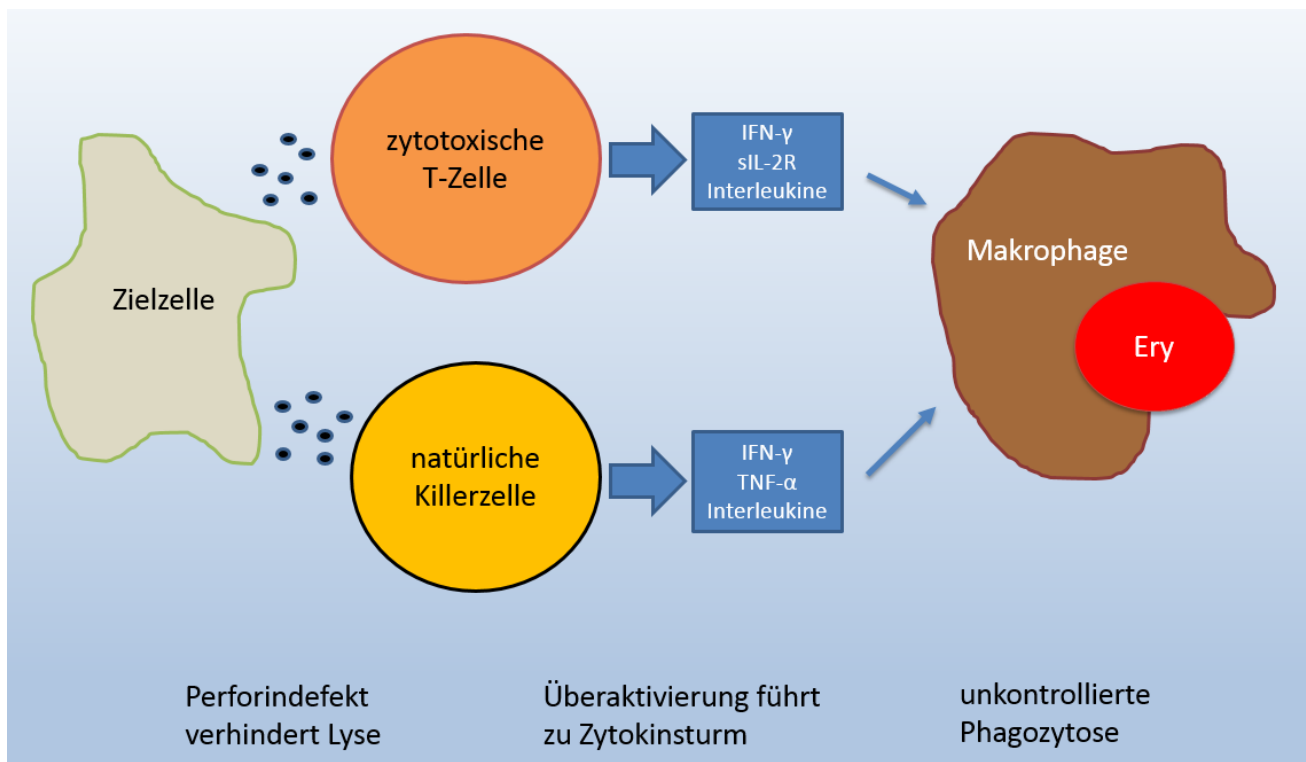 zytotoxische
T-Zelle
IFN-γ
sIL-2R
Interleukine
Makrophage
Zielzelle
Ery
natürliche
Killerzelle
IFN-γ
TNF-α
Interleukine
Perforindefekt
verhindert Lyse
Überaktivierung führt
zu Zytokinsturm
unkontrollierte
Phagozytose